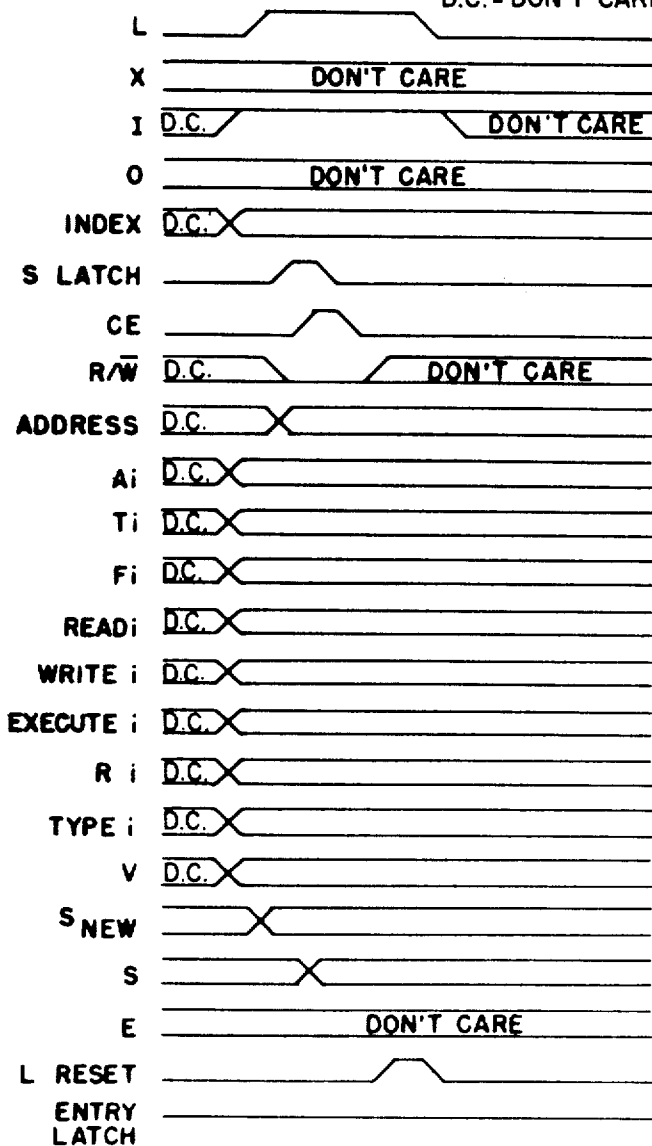 D.C. = DON'T CARE
L
X DON'T CARE
I D.C. DON'T CARE
O DON'T CARE
INDEX D.C.
S LATCH
CE
R/W̅ D.C. DON'T CARE
ADDRESS D.C.
Ai D.C.
Ti D.C.
Fi D.C.
READi D.C.
WRITE i D.C.
EXECUTE i D.C.
R i D.C.
TYPE i D.C.
V D.C.
S NEW
S
E DON'T CARE
L RESET
ENTRY
LATCH